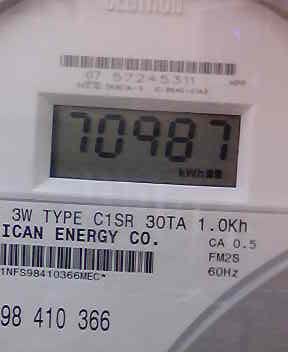 CENTRON
07 57245311
70987
kWh
3W TYPE C1SR 30TA 1.0Kh
ICAN ENERGY CO.
CA 0.5
FM2S
60Hz
1NFS98410366MEC*
98 410 366